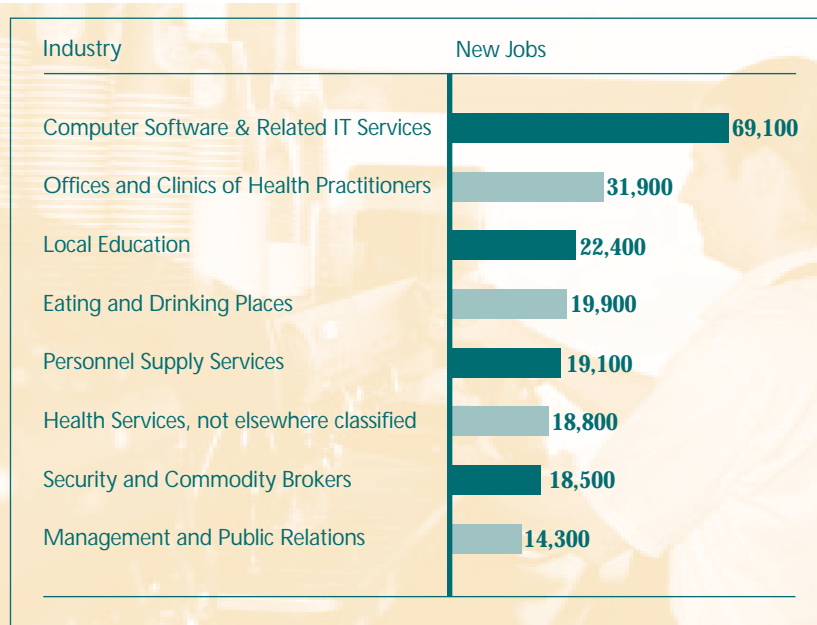 Industry New Jobs
Computer Software & Related IT Services 69,100
Offices and Clinics of Health Practitioners 31,900
Local Education 22,400
Eating and Drinking Places 19,900
Personnel Supply Services 19,100
Health Services, not elsewhere classified 18,800
Security and Commodity Brokers 18,500
Management and Public Relations 14,300